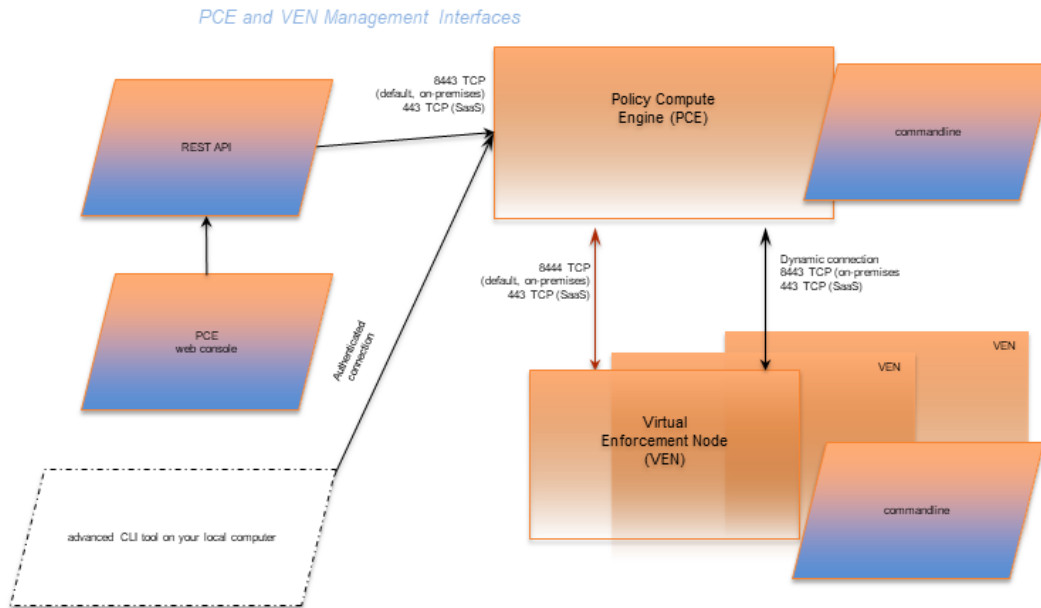 PCE and VEN Management Interfaces
8443 TCP
(default, on-premises)
443 TCP (SaaS)
Policy Compute
Engine (PCE)
commandline
REST API
8444 TCP
(default, on-premises)
443 TCP (SaaS)
Dynamic connection
8443 TCP (on-premises
443 TCP (SaaS)
PCE
web console
Authenticated
connection
VEN
VEN
Virtual
Enforcement Node
(VEN)
commandline
advanced CLI tool on your local computer